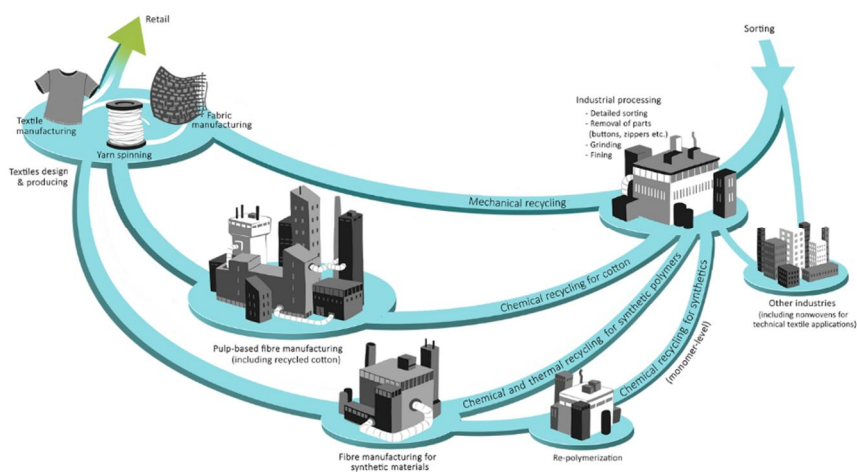 Retail
Sorting
Textile
manufacturing
Fabric
manufacturing
Yarn spinning
Textiles design
& producing
Industrial processing
- Detailed sorting
- Removal of parts
(buttons, zippers etc.)
- Grinding
- Fining
Mechanical recycling
Chemical recycling for cotton
Chemical and thermal recycling for synthetic polymers
Chemical recycling for synthetics
(monomer-level)
Other industries
(including nonwovens for
technical textile applications)
Pulp-based fibre manufacturing
(including recycled cotton)
Fibre manufacturing for
synthetic materials
Re-polymerization